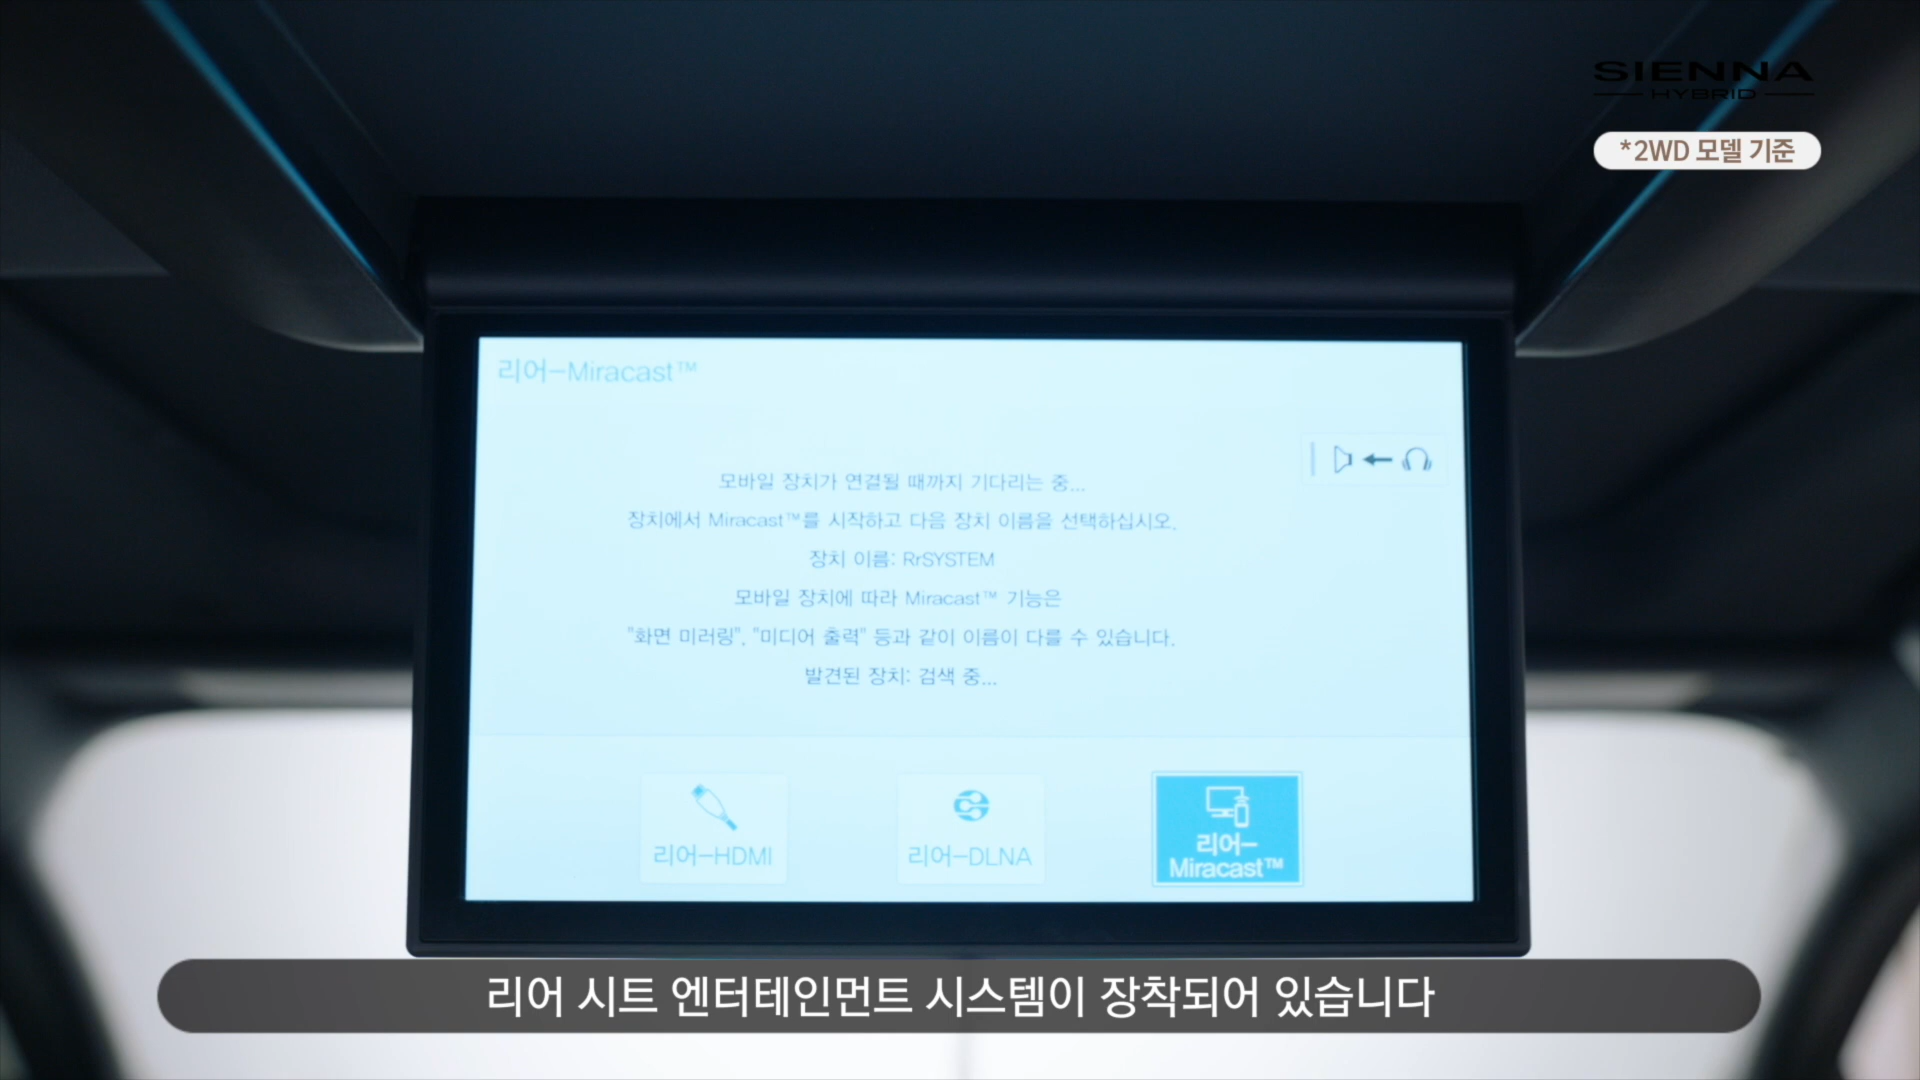 SIENNA
HYBRID
*2WD 모델 기준
리어-Miracast™
모바일 장치가 연결될 때까지 기다리는 중...
장치에서 Miracast™를 시작하고 다음 장치 이름을 선택하십시오.
장치 이름: RrSYSTEM
모바일 장치에 따라 Miracast™ 기능은
"화면 미러링", "미디어 출력" 등과 같이 이름이 다를 수 있습니다.
발견된 장치: 검색 중...
리어-HDMI
리어-DLNA
리어-
Miracast™
리어 시트 엔터테인먼트 시스템이 장착되어 있습니다